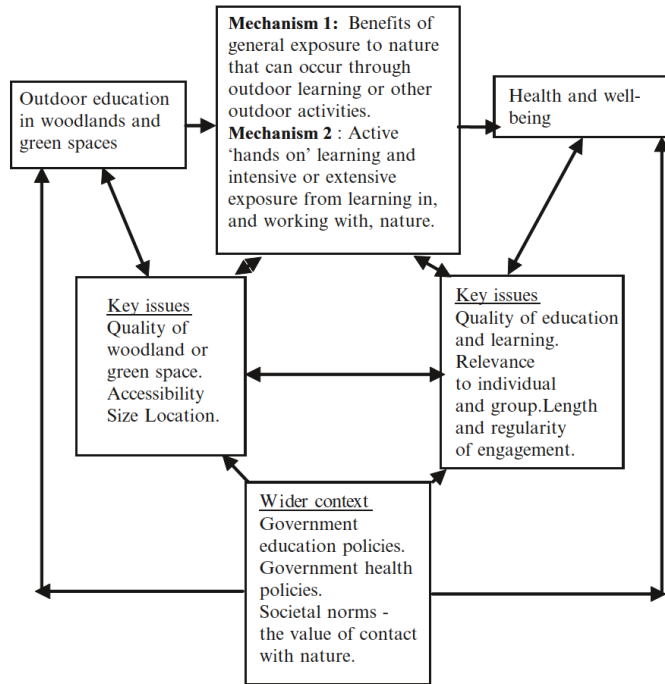 Mechanism 1: Benefits of
general exposure to nature
that can occur through
outdoor learning or other
outdoor activities.
Mechanism 2 : Active
‘hands on’ learning and
intensive or extensive
exposure from learning in,
and working with, nature.
Outdoor education
in woodlands and
green spaces
Health and well-
being
Key issues
Quality of
woodland or
green space.
Accessibility
Size Location.
Key issues
Quality of education
and learning.
Relevance
to individual
and group.Length
and regularity
of engagement.
Wider context
Government
education policies.
Government health
policies.
Societal norms -
the value of contact
with nature.